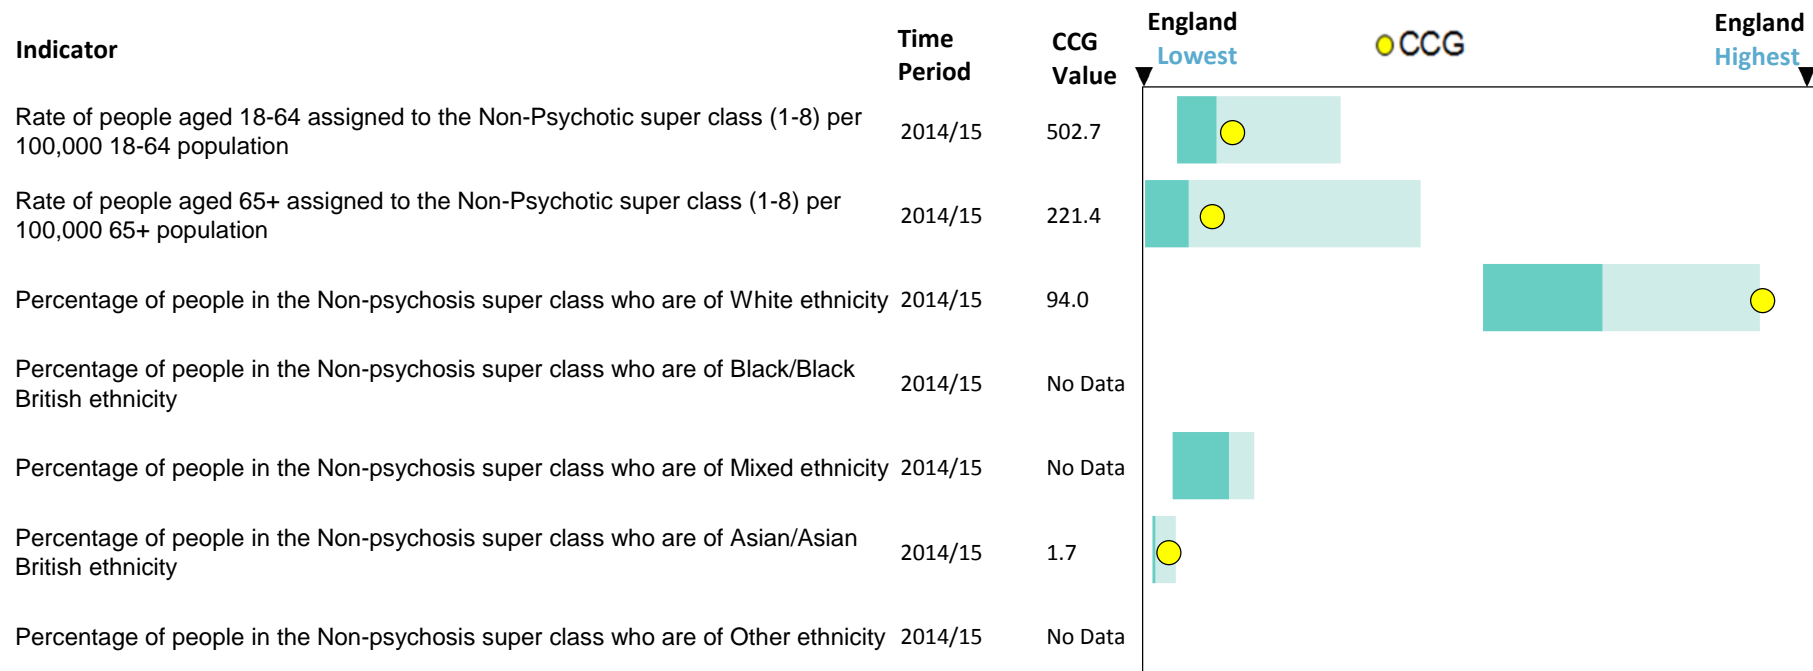 Indicator
Time
Period
CCG
Value
England
Lowest
CCG
England
Highest
Rate of people aged 18-64 assigned to the Non-Psychotic super class (1-8) per
100,000 18-64 population
2014/15
502.7
Rate of people aged 65+ assigned to the Non-Psychotic super class (1-8) per
100,000 65+ population
2014/15
221.4
Percentage of people in the Non-psychosis super class who are of White ethnicity
2014/15
94.0
Percentage of people in the Non-psychosis super class who are of Black/Black
British ethnicity
2014/15
No Data
Percentage of people in the Non-psychosis super class who are of Mixed ethnicity
2014/15
No Data
Percentage of people in the Non-psychosis super class who are of Asian/Asian
British ethnicity
2014/15
1.7
Percentage of people in the Non-psychosis super class who are of Other ethnicity
2014/15
No Data